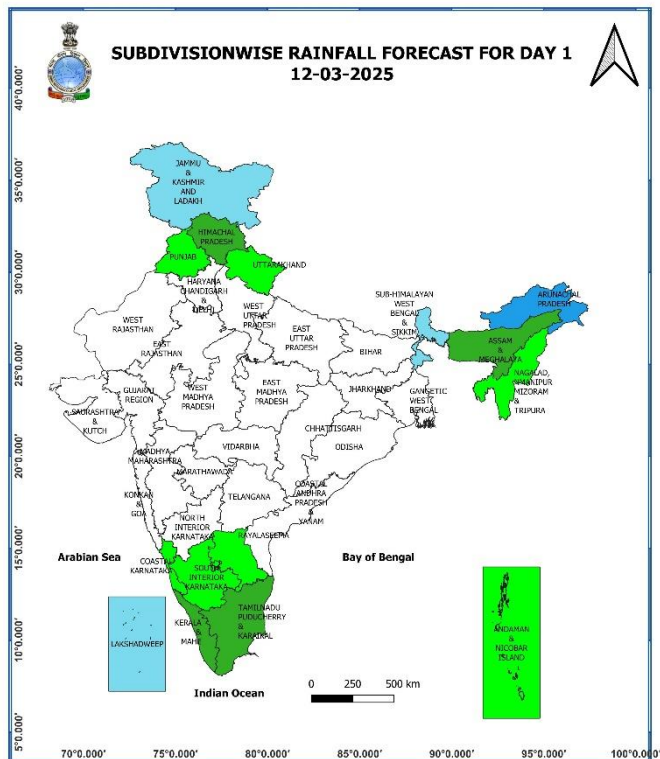 SUBDIVISIONWISE RAINFALL FORECAST FOR DAY 1
12-03-2025
40°0.000'
35°0.000'
30°0.000'
25°0.000'
20°0.000'
15°0.000'
10°0.000'
5°0.000'
JAMMU
&
KASHMIR
AND
LADAKH
HIMACHAL
PRADESH
PUNJAB
UTTARAKHAND
HARYANA
CHANDIGARH
&
DELHI
WEST
RAJASTHAN
EAST
RAJASTHAN
WEST
UTTAR
PRADESH
EAST
UTTAR
PRADESH
BIHAR
SUB-HIMALAYAN
WEST
BENGAL
&
SIKKIM
ARUNACHAL
PRADESH
ASSAM
&
MEGHALAYA
NAGALAD,
MANIPUR
MIZORAM
&
TRIPURA
GUJARAT
REGION
SAURASHTRA
&
KUTCH
WEST
MADHYA
PRADESH
EAST
MADHYA
PRADESH
JHARKHAND
GANGETIC
WEST
BENGAL
CHHATTISGARH
ODISHA
VIDARBHA
MADHYA
MAHARASHTRA
MARATHAWADA
KONKAN
&
GOA
TELANGANA
COASTAL
ANDHRA
PRADESH
&
YANAM
NORTH
INTERIOR
KARNATAKA
RAYALASEEMA
COASTAL
KARNATAKA
SOUTH
INTERIOR
KARNATAKA
Arabian Sea
Bay of Bengal
LAKSHADWEEP
KERALA
&
MAHE
TAMILNADU
PUDUCHERRY
&
KARAIKAL
ANDAMAN
&
NICOBAR
ISLAND
Indian Ocean
0 250 500 km
70°0.000' 75°0.000' 80°0.000' 85°0.000' 90°0.000' 95°0.000' 100°0.000'